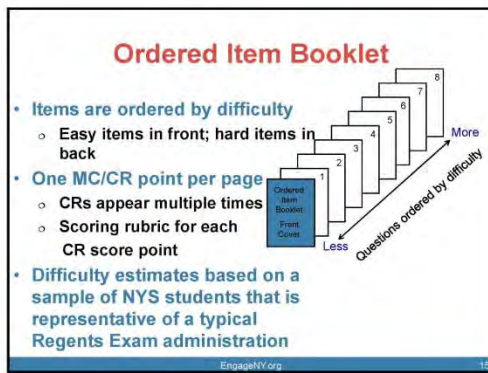 Ordered Item Booklet
• Items are ordered by difficulty
o Easy items in front; hard items in
back
• One MC/CR point per page
o CRs appear multiple times
o Scoring rubric for each
CR score point
• Difficulty estimates based on a
sample of NYS students that is
representative of a typical
Regents Exam administration
Ordered
Item
Booklet
Front
Cover
1
2
3
4
5
6
7
8
More
Less
Questions ordered by difficulty
EngageNY.org
15